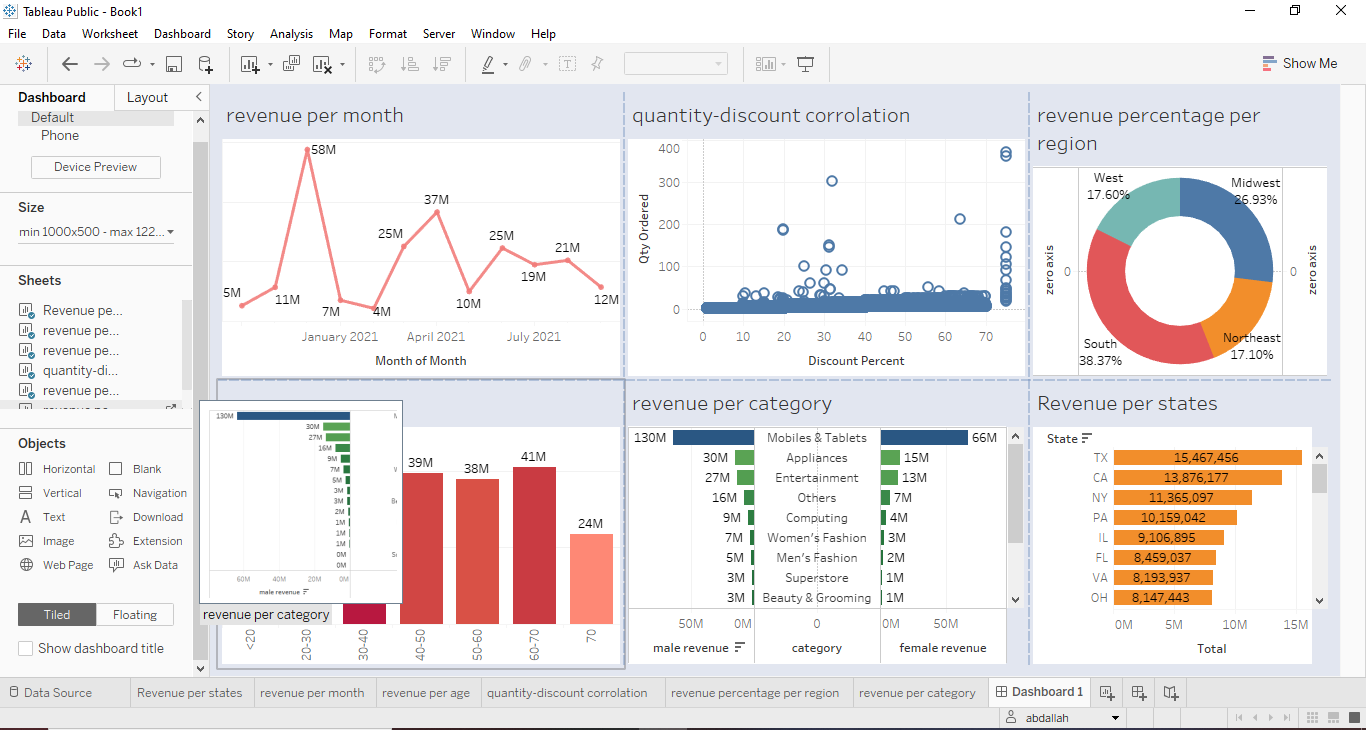 Tableau Public - Book1
File Data Worksheet Dashboard Story Analysis Map Format Server Window Help
Show Me
Dashboard Layout
Default
Phone
Device Preview
Size
min 1000x500 - max 122...
Sheets
Revenue pe...
revenue pe...
revenue pe...
quantity-di...
revenue pe...
Objects
Horizontal Blank
Vertical Navigation
Text Download
Image Extension
Web Page Ask Data
Tiled Floating
Show dashboard title
revenue per month
5M 11M 58M 7M 4M 25M 37M 10M 25M 19M 21M 12M
January 2021 April 2021 July 2021
Month of Month
quantity-discount corrolation
Qty Ordered
400
300
200
100
0
0 10 20 30 40 50 60 70
Discount Percent
revenue percentage per
region
West
17.60%
Midwest
26.93%
zero axis
0
0
zero axis
South
38.37%
Northeast
17.10%
130M
30M
27M
16M
9M
7M
5M
3M
3M
2M
1M
1M
1M
0M
0M
60M 40M 20M 0M
male revenue
revenue per category
39M 38M 41M 24M
<20 20-30 30-40 40-50 50-60 60-70 70
revenue per category
130M Mobiles & Tablets 66M
30M Appliances 15M
27M Entertainment 13M
16M Others 7M
9M Computing 4M
7M Women's Fashion 3M
5M Men's Fashion 2M
3M Superstore 1M
3M Beauty & Grooming 1M
50M 0M 0 0M 50M
male revenue category female revenue
Revenue per states
State
TX 15,467,456
CA 13,876,177
NY 11,365,097
PA 10,159,042
IL 9,106,895
FL 8,459,037
VA 8,193,937
OH 8,147,443
0M 5M 10M 15M
Total
Data Source Revenue per states revenue per month revenue per age quantity-discount corrolation revenue percentage per region revenue per category Dashboard 1
abdallah